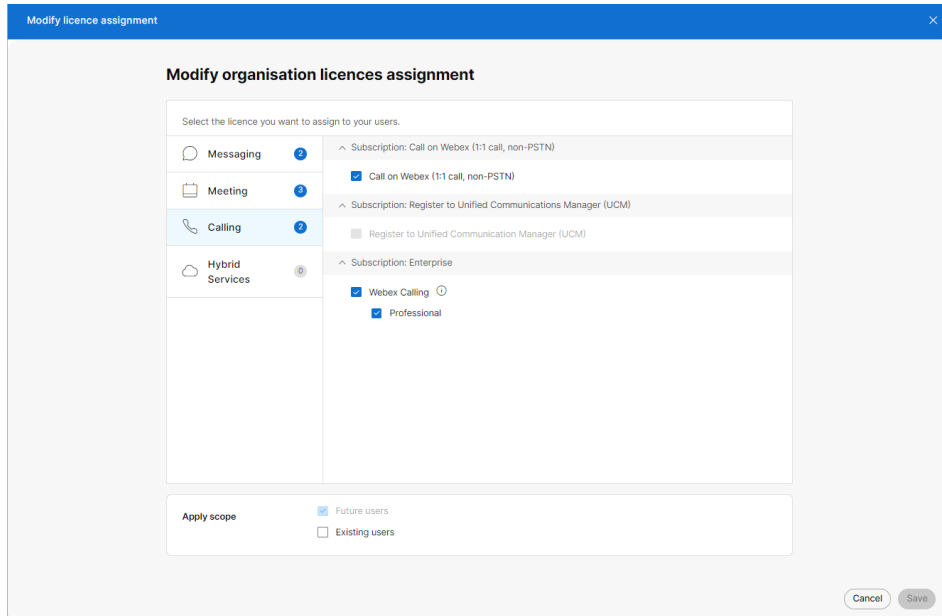 Modify licence assignment
Modify organisation licences assignment
Select the licence you want to assign to your users.
Messaging 2
Meeting 3
Calling 2
Hybrid
Services 0
Subscription: Call on Webex (1:1 call, non-PSTN)
Call on Webex (1:1 call, non-PSTN)
Subscription: Register to Unified Communications Manager (UCM)
Register to Unified Communication Manager (UCM)
Subscription: Enterprise
Webex Calling
Professional
Apply scope
Future users
Existing users
Cancel
Save